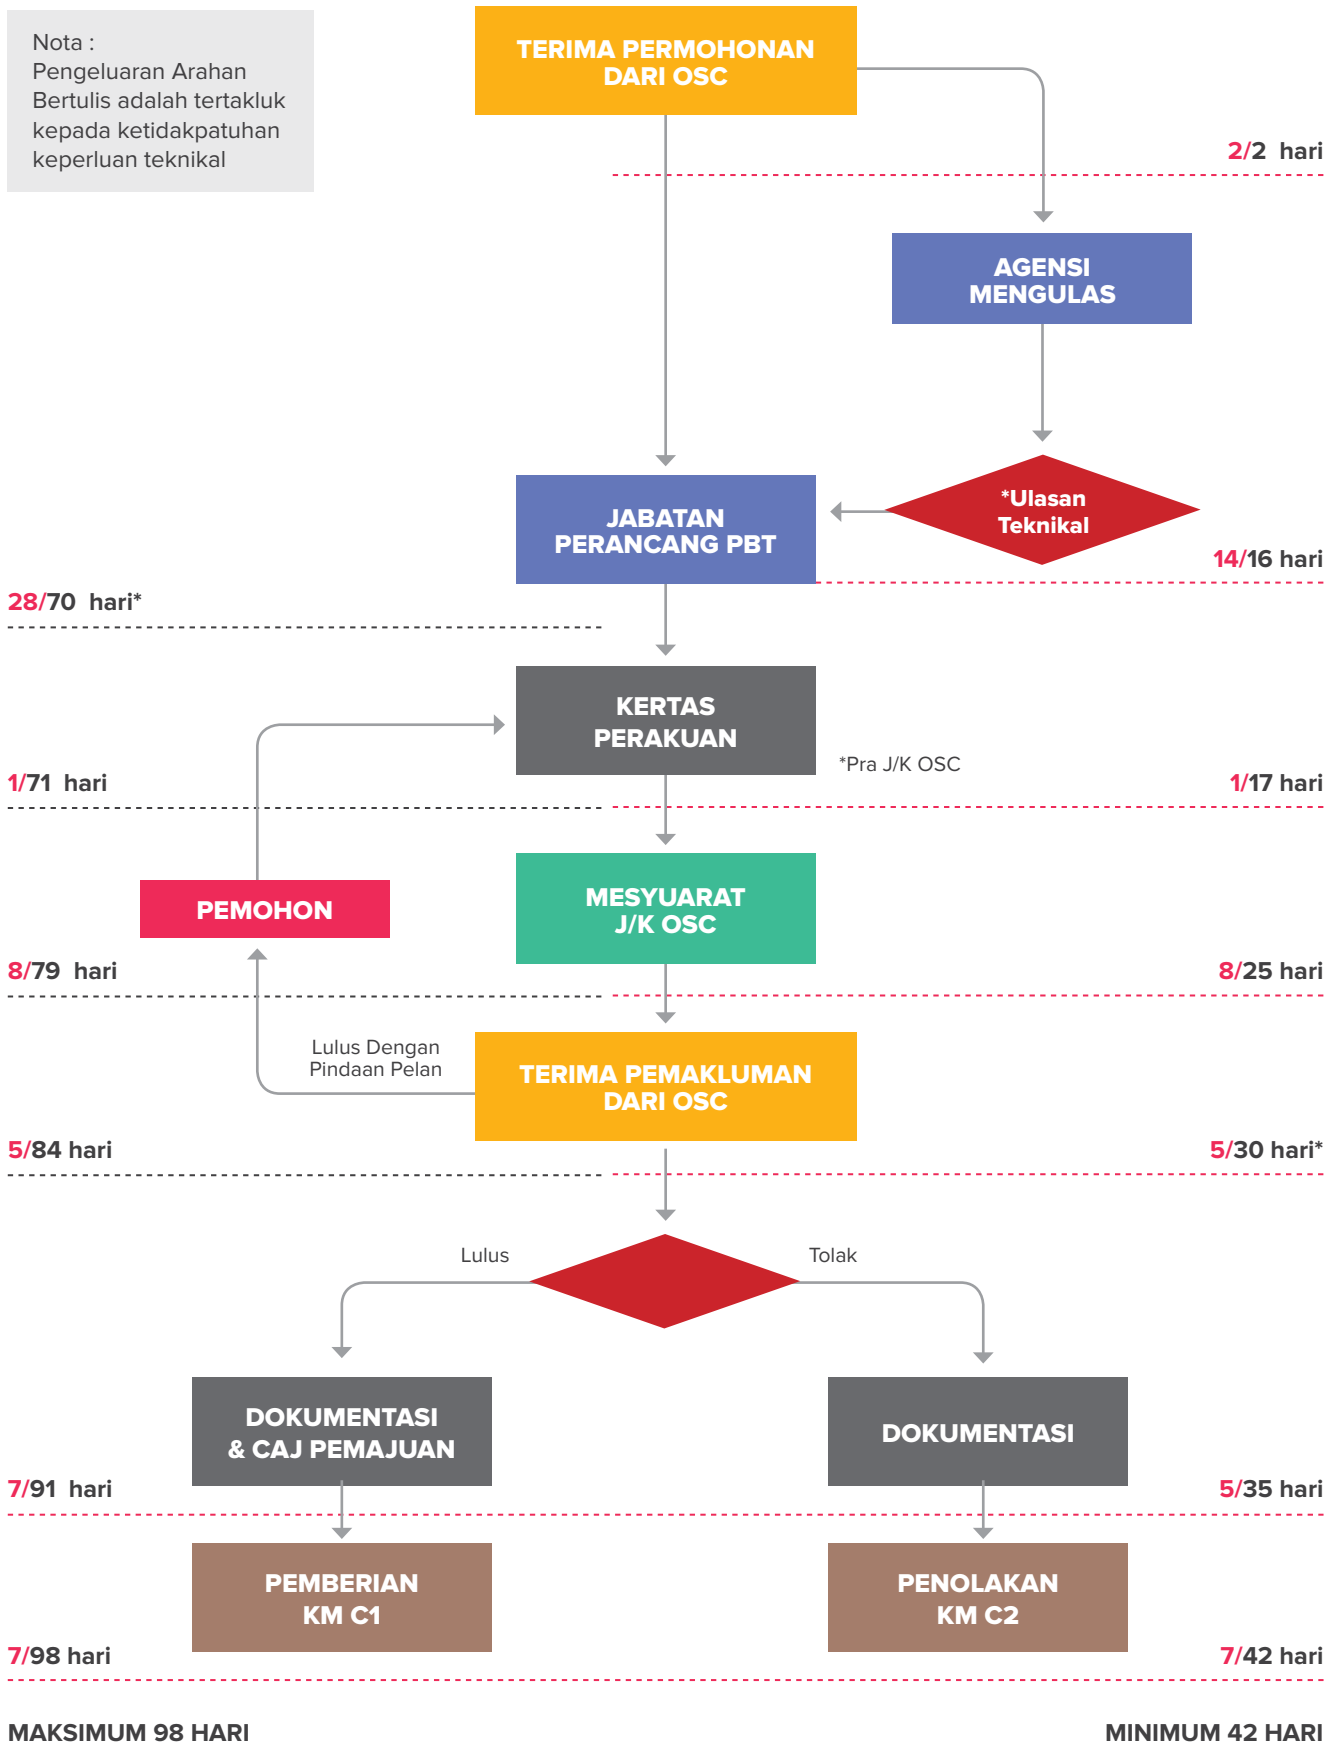 Nota :
Pengeluaran Arahan
Bertulis adalah tertakluk
kepada ketidakpatuhan
keperluan teknikal
TERIMA PERMOHONAN
DARI OSC
2/2 hari
AGENSI
MENGULAS
*Ulasan
Teknikal
JABATAN
PERANCANG PBT
14/16 hari
28/70 hari*
KERTAS
PERAKUAN
*Pra J/K OSC
1/71 hari
1/17 hari
MESYUARAT
J/K OSC
PEMOHON
8/79 hari
8/25 hari
Lulus Dengan
Pindaan Pelan
TERIMA PEMAKLUMAN
DARI OSC
5/84 hari
5/30 hari*
Lulus
Tolak
DOKUMENTASI
& CAJ PEMAJUAN
DOKUMENTASI
7/91 hari
5/35 hari
PEMBERIAN
KM C1
PENOLAKAN
KM C2
7/98 hari
7/42 hari
MAKSIMUM 98 HARI
MINIMUM 42 HARI